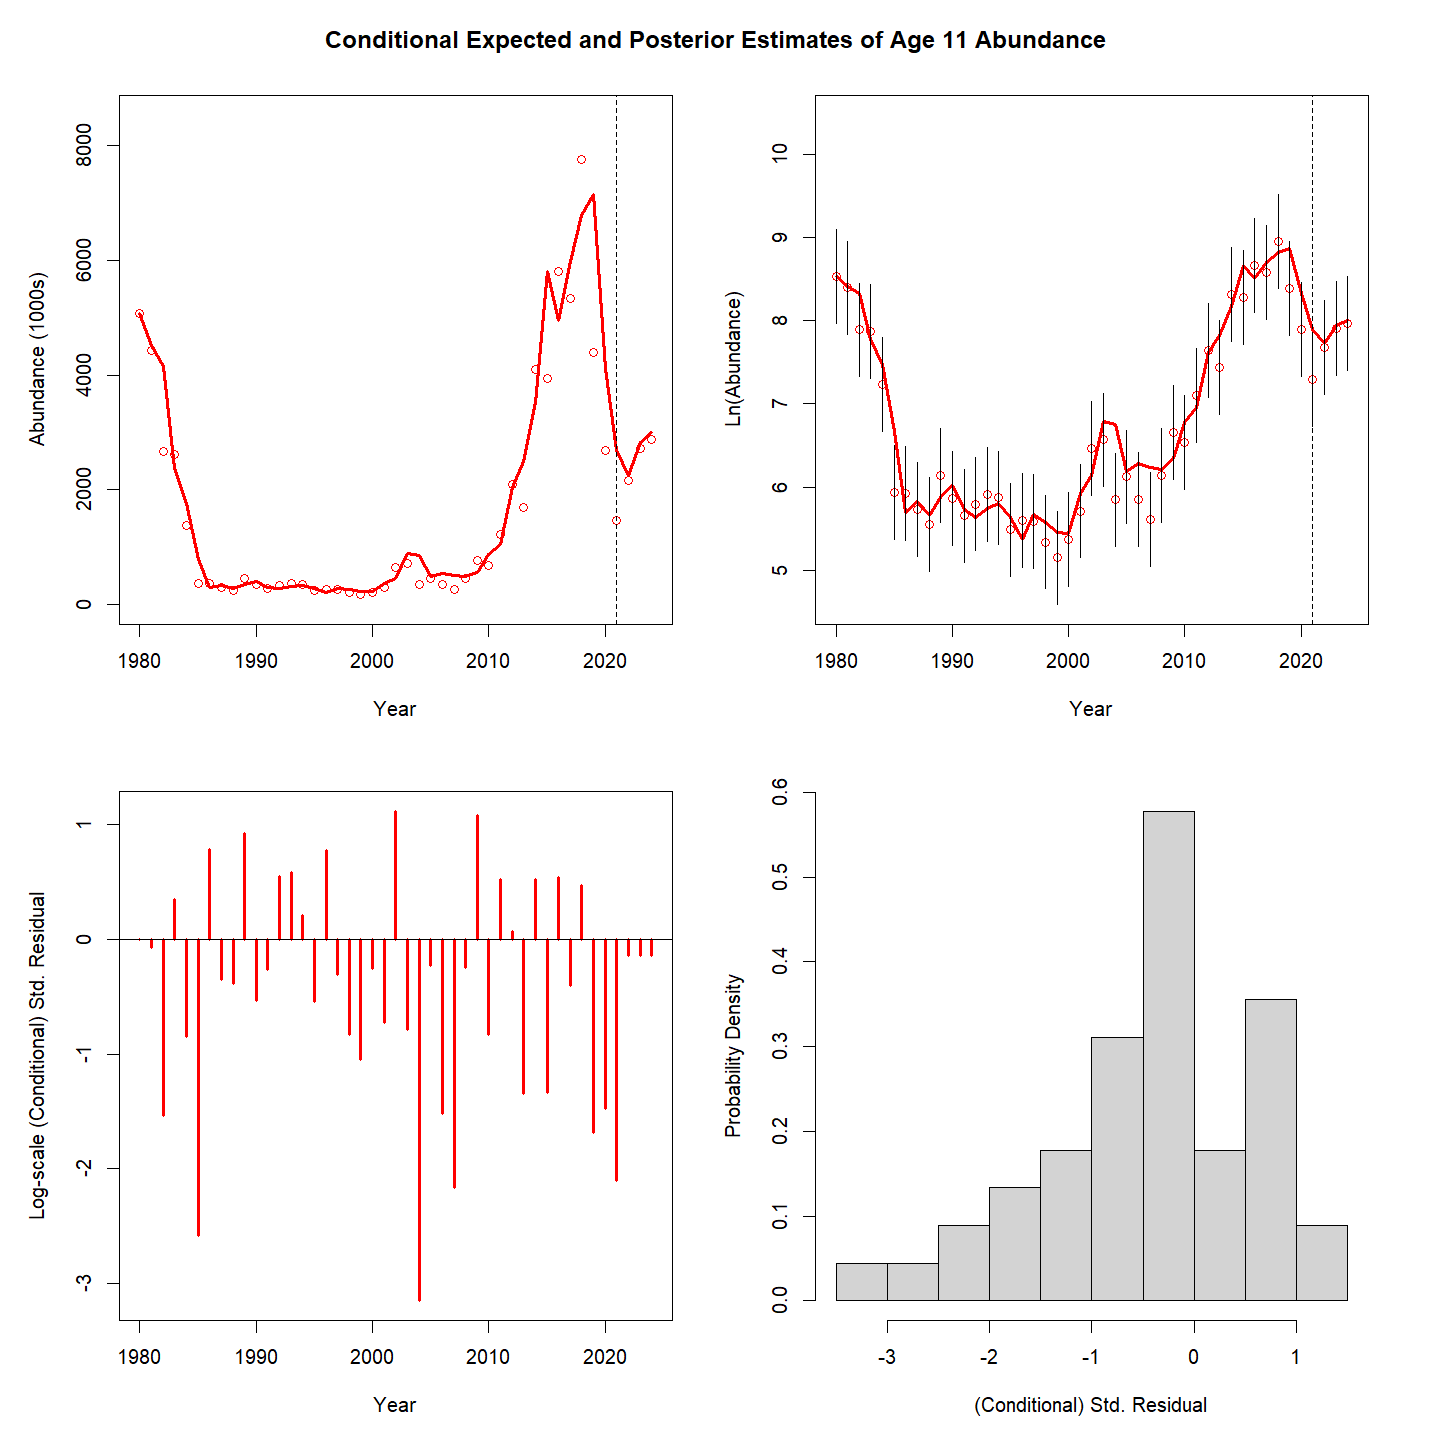 Conditional Expected and Posterior Estimates of Age 11 Abundance
Abundance (1000s)
8000
6000
4000
2000
0
1980 1990 2000 2010 2020
Year
Ln(Abundance)
10
9
8
7
6
5
1980 1990 2000 2010 2020
Year
Log-scale (Conditional) Std. Residual
1
0
-1
-2
-3
1980 1990 2000 2010 2020
Year
Probability Density
0.6
0.5
0.4
0.3
0.2
0.1
0.0
-3 -2 -1 0 1
(Conditional) Std. Residual